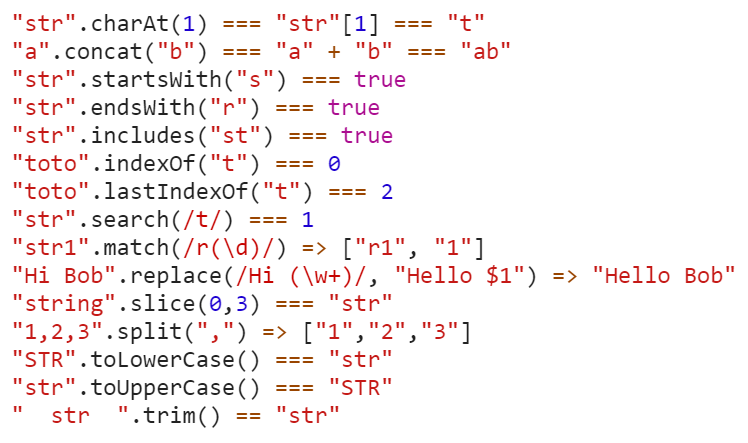 "str".charAt(1) === "str"[1] === "t"
"a".concat("b") === "a" + "b" === "ab"
"str".startsWith("s") === true
"str".endsWith("r") === true
"str".includes("st") === true
"toto".indexOf("t") === 0
"toto".lastIndexOf("t") === 2
"str".search(/t/) === 1
"str1".match(/r(\d)/) => ["r1", "1"]
"Hi Bob".replace(/Hi (\w+)/, "Hello $1") => "Hello Bob"
"string".slice(0,3) === "str"
"1,2,3".split(",") => ["1","2","3"]
"STR".toLowerCase() === "str"
"str".toUpperCase() === "STR"
"  str  ".trim() == "str"